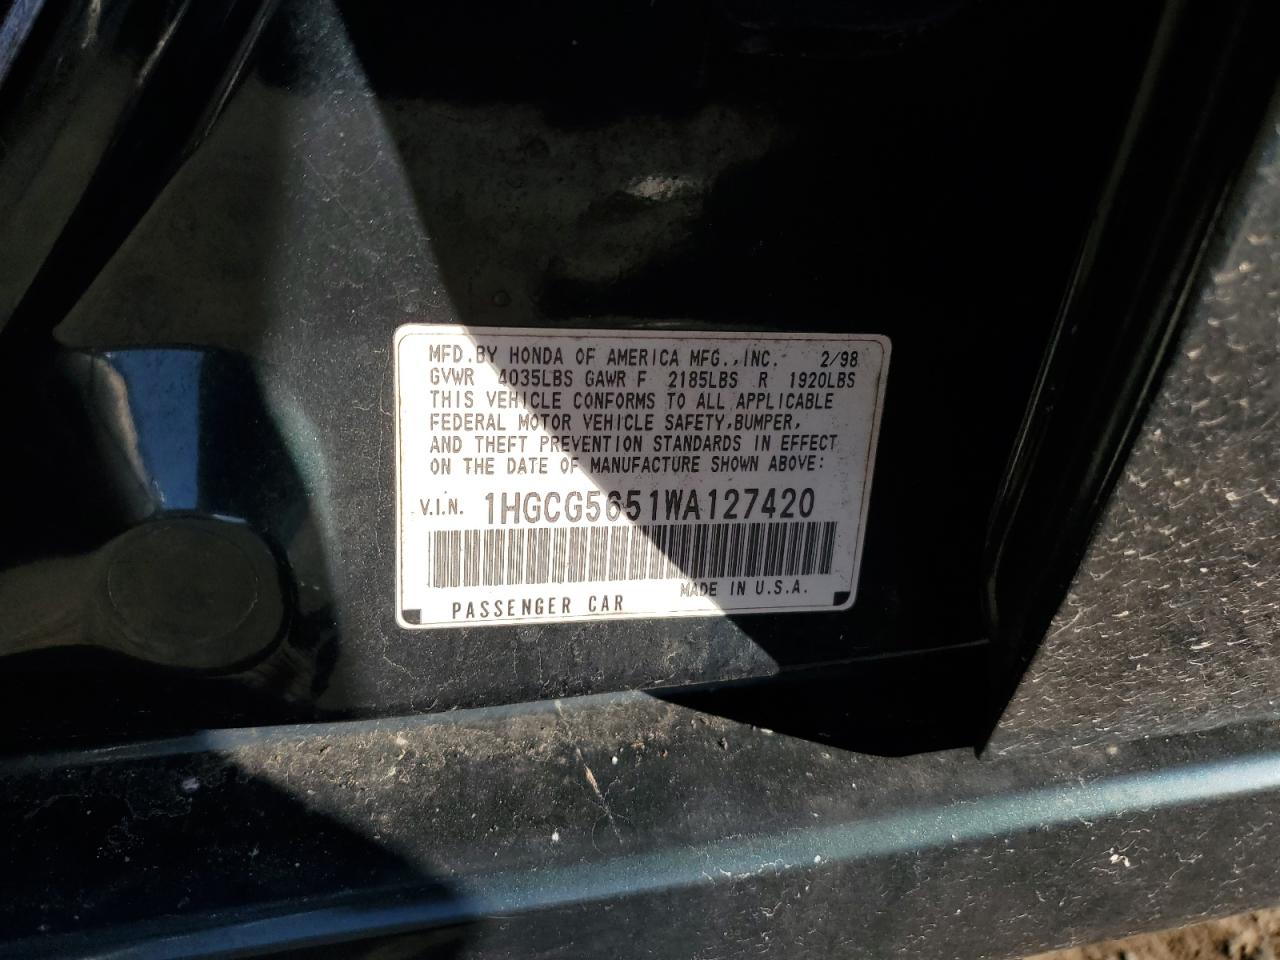 MFD. BY HONDA OF AMERICA MFG., INC. 2/98
GVWR 4035LBS GAWR F 2185LBS R 1920LBS
THIS VEHICLE CONFORMS TO ALL APPLICABLE
FEDERAL MOTOR VEHICLE SAFETY, BUMPER,
AND THEFT PREVENTION STANDARDS IN EFFECT
ON THE DATE OF MANUFACTURE SHOWN ABOVE:
V.I.N. 1HGCG5651WA127420
MADE IN U.S.A.
PASSENGER CAR